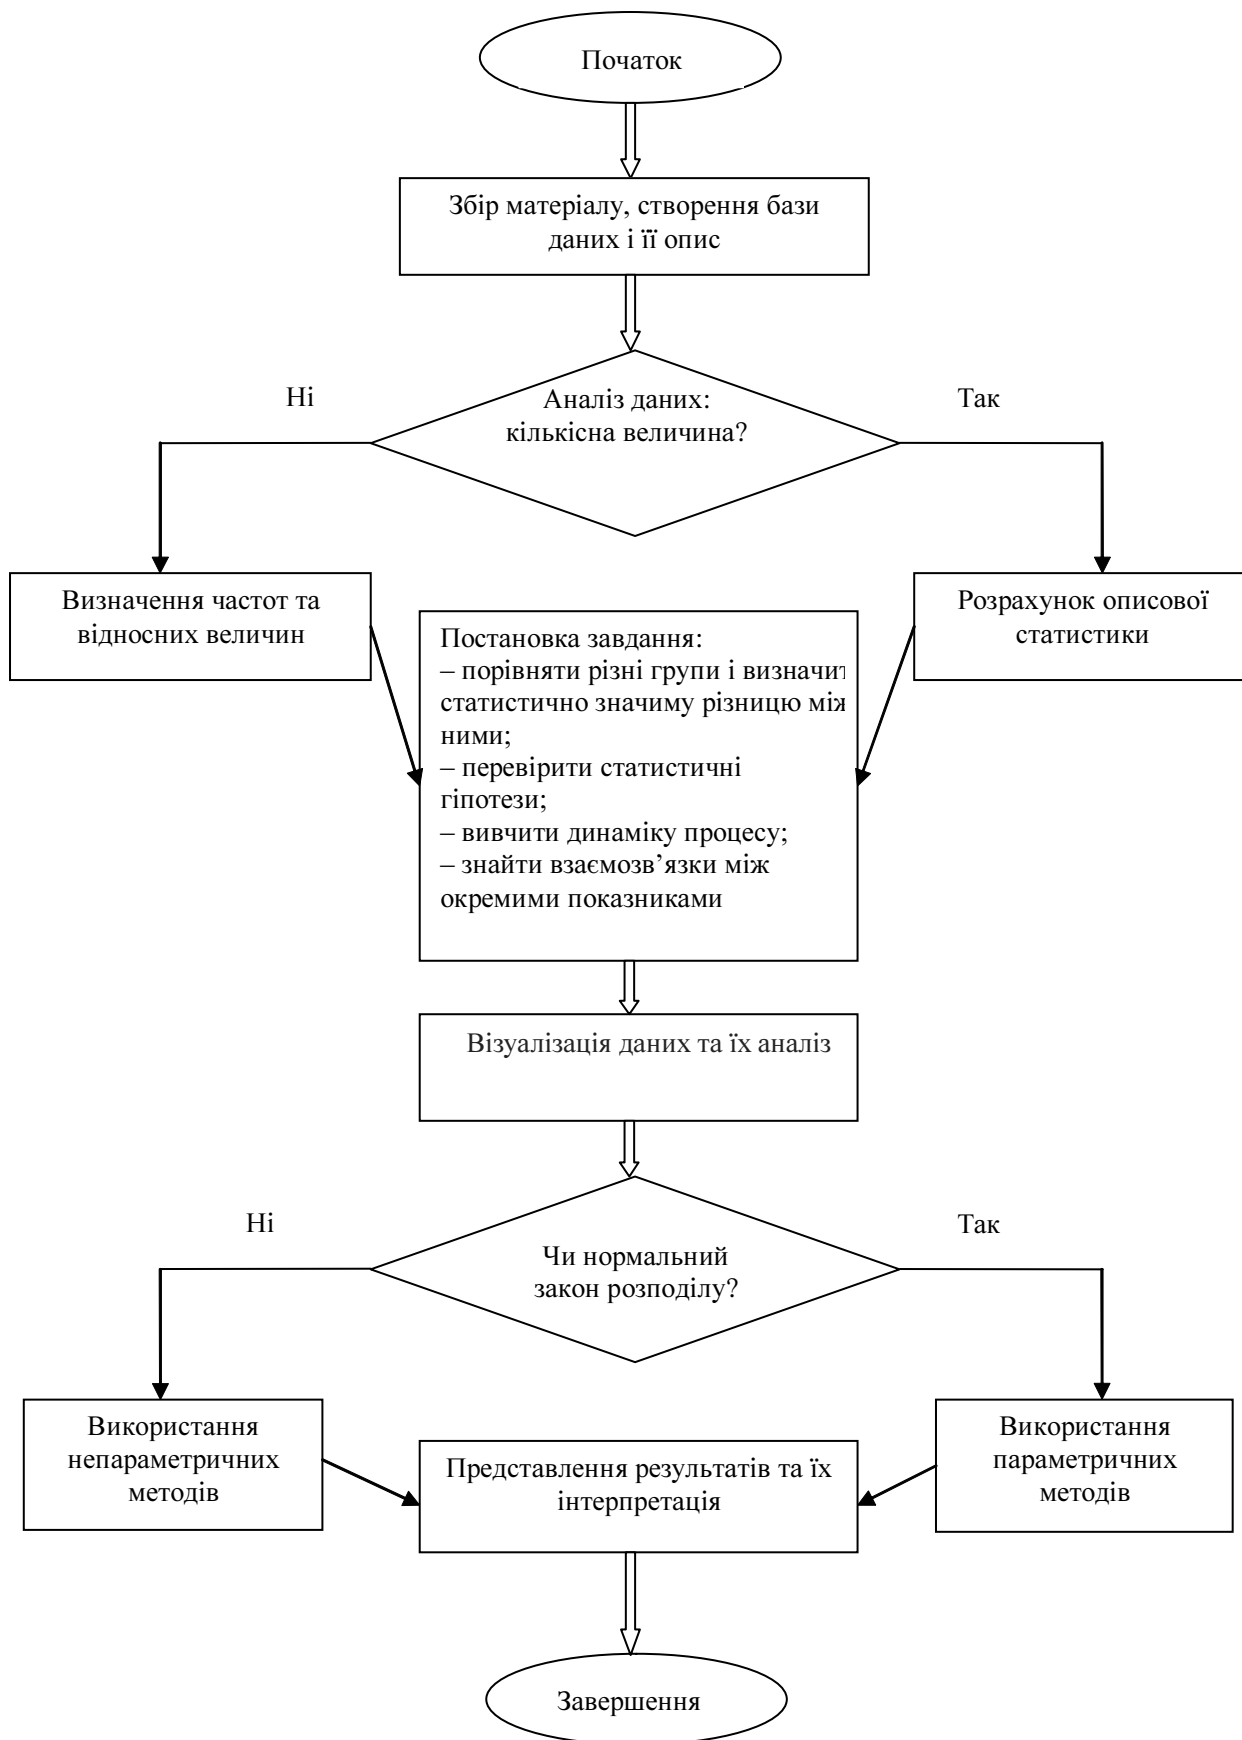 Початок
Збір матеріалу, створення бази
даних і її опис
Ні
Так
Аналіз даних:
кількісна величина?
Визначення частот та
відносних величин
Розрахунок описової
статистики
Постановка завдання:
– порівняти різні групи і визначит
статистично значиму різницю між
ними;
– перевірити статистичні
гіпотези;
– вивчити динаміку процесу;
– знайти взаємозв’язки між
окремими показниками
Візуалізація даних та їх аналіз
Ні
Так
Чи нормальний
закон розподілу?
Використання
непараметричних
методів
Представлення результатів та їх
інтерпретація
Використання
параметричних
методів
Завершення